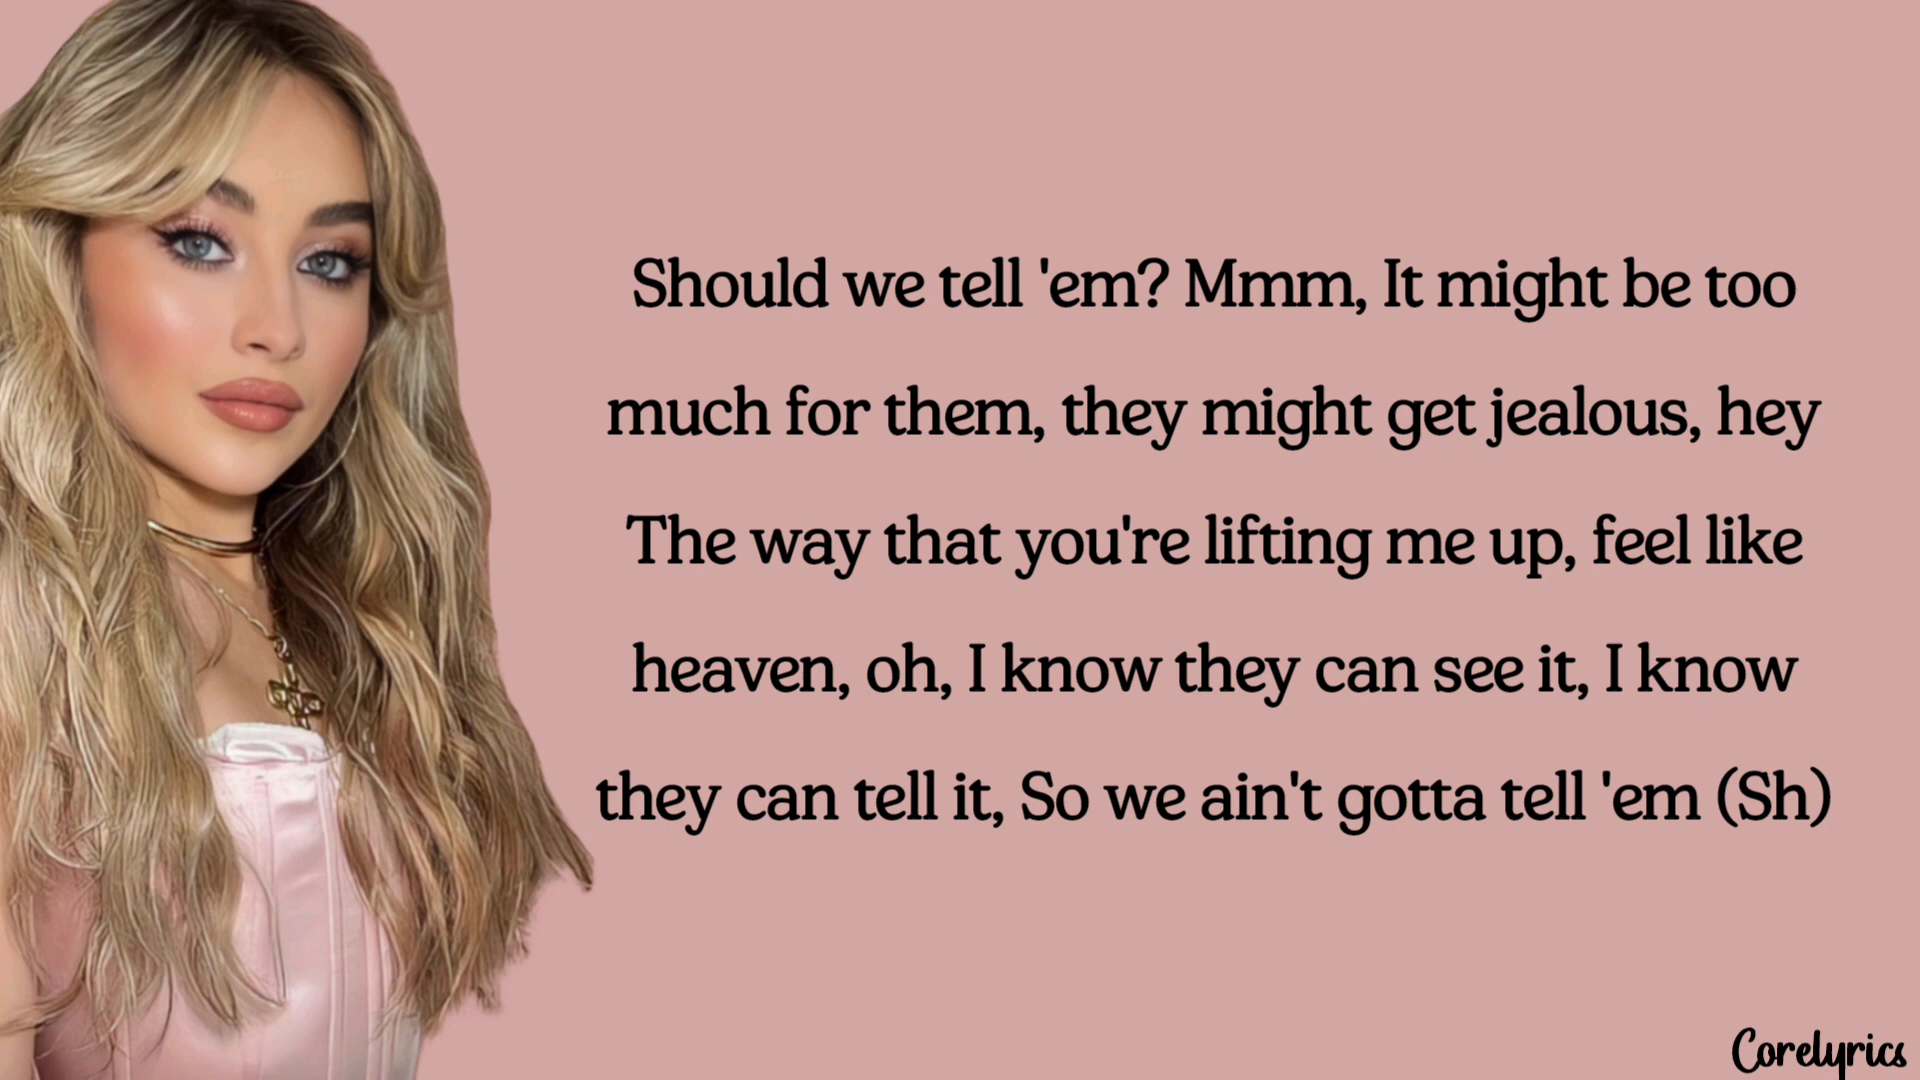 Should we tell 'em? Mmm, It might be too
much for them, they might get jealous, hey
The way that you're lifting me up, feel like
heaven, oh, I know they can see it, I know
they can tell it, So we ain't gotta tell 'em (Sh)
Corelyrics